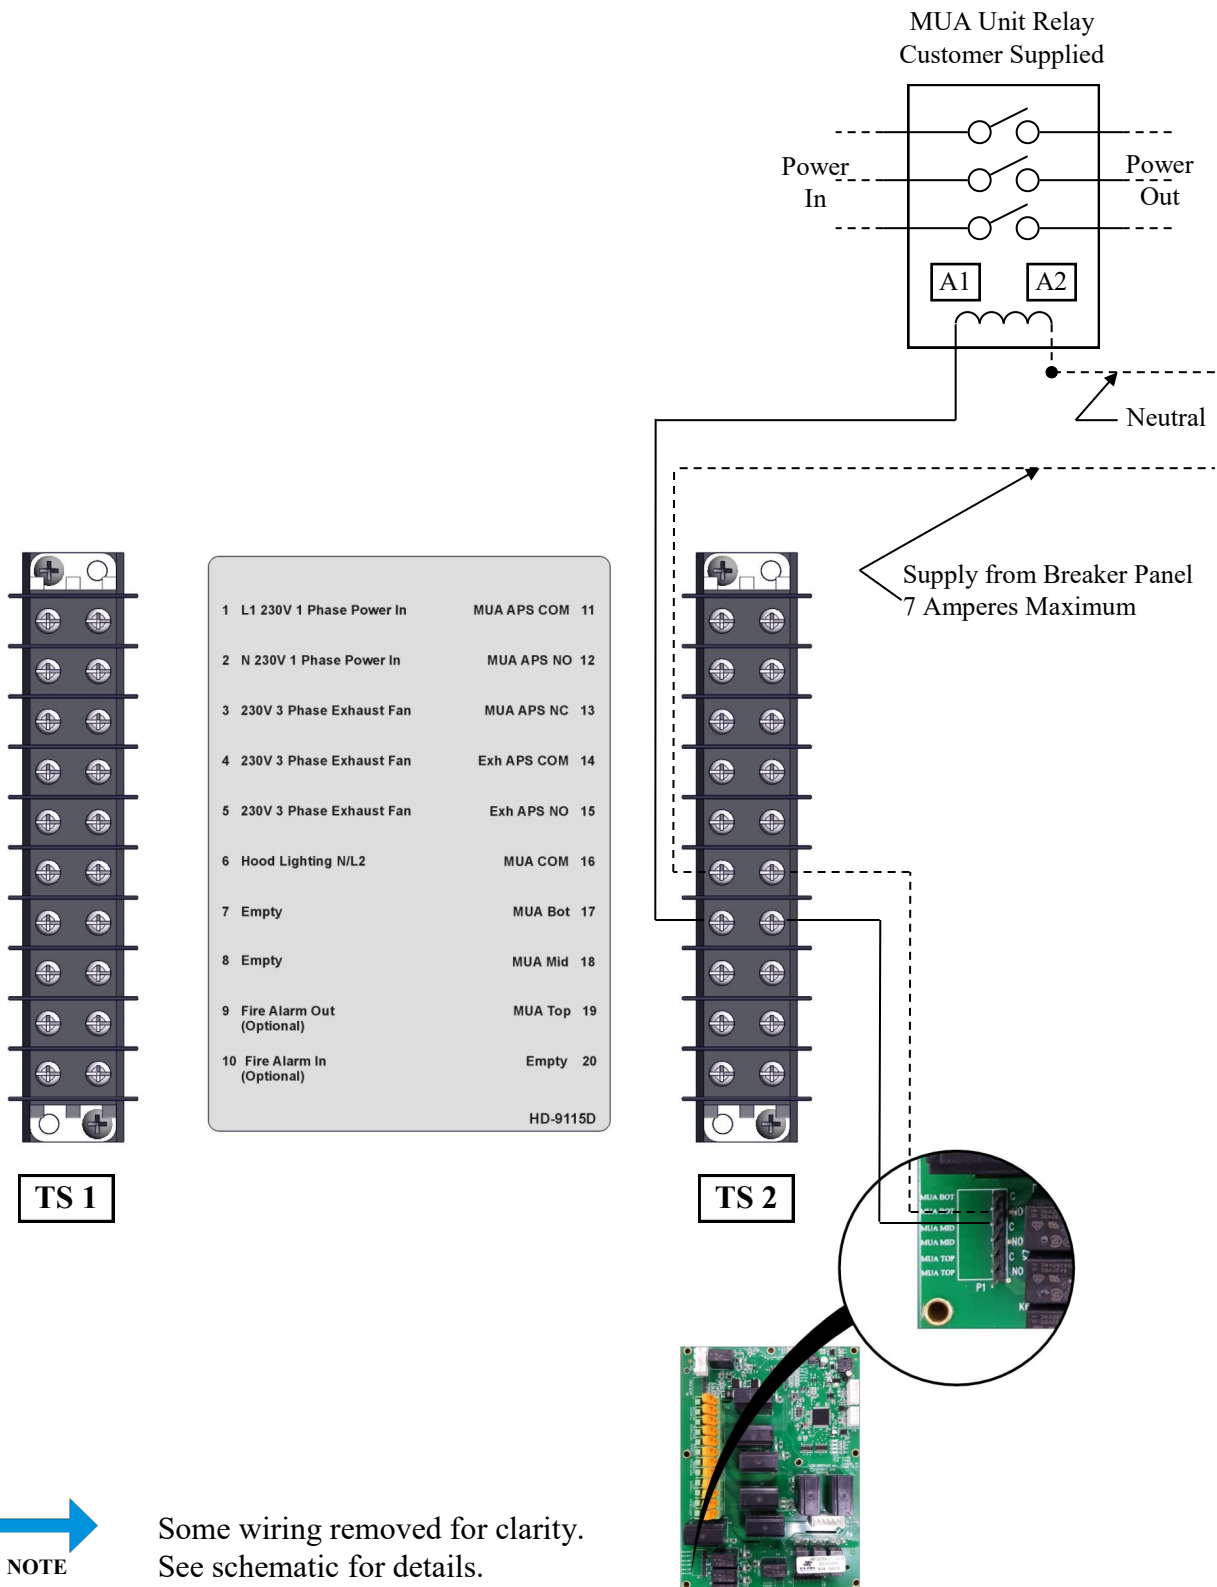 MUA Unit Relay
Customer Supplied
Power
In
Power
Out
A1
A2
Neutral
Supply from Breaker Panel
7 Amperes Maximum
1 L1 230V 1 Phase Power In MUA APS COM 11
2 N 230V 1 Phase Power In MUA APS NO 12
3 230V 3 Phase Exhaust Fan MUA APS NC 13
4 230V 3 Phase Exhaust Fan Exh APS COM 14
5 230V 3 Phase Exhaust Fan Exh APS NO 15
6 Hood Lighting N/L2 MUA COM 16
7 Empty MUA Bot 17
8 Empty MUA Mid 18
9 Fire Alarm Out MUA Top 19
(Optional)
10 Fire Alarm In Empty 20
(Optional)
HD-9115D
TS 1
TS 2
MUA BOT C
MUA BOT NO
MUA MID C
MUA MID NO
MUA TOP C
MUA TOP NO
P1
NOTE
Some wiring removed for clarity.
See schematic for details.